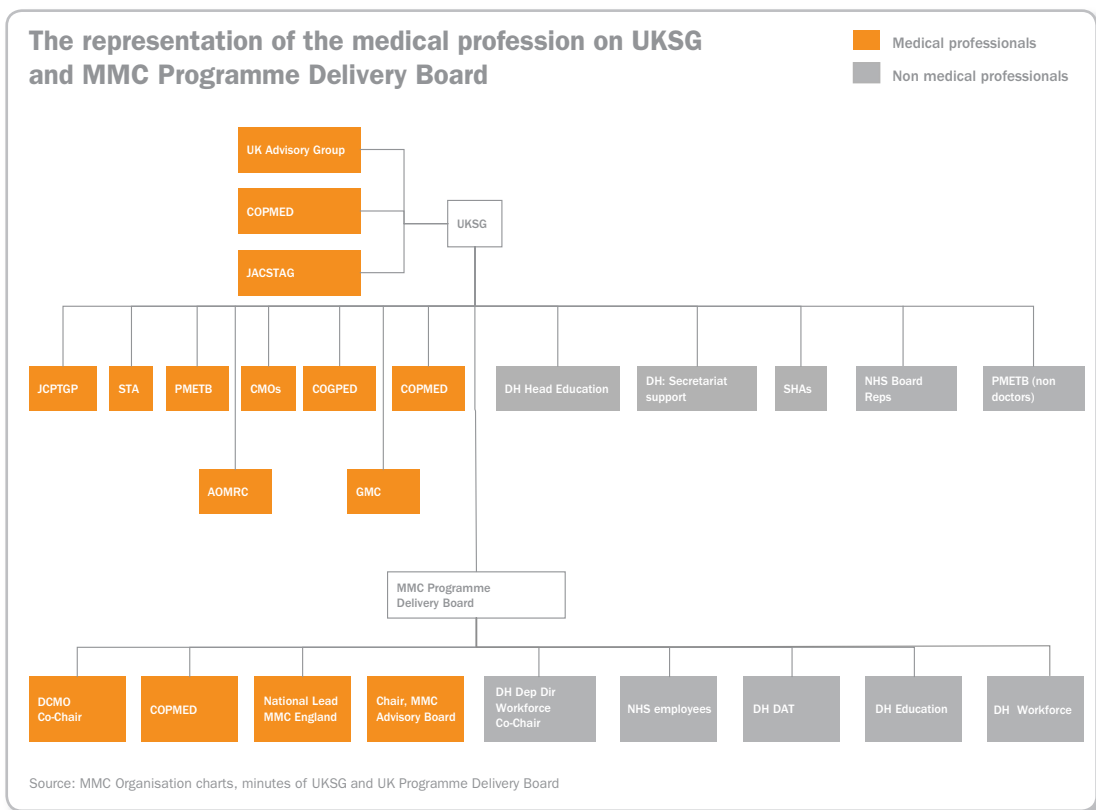 The representation of the medical profession on UKSG
and MMC Programme Delivery Board
Medical professionals
Non medical professionals
UK Advisory Group
COPMED
JACSTAG
UKSG
JCPTGP
STA
PMETB
CMOs
COGPED
COPMED
DH Head Education
DH: Secretariat
support
SHAs
NHS Board
Reps
PMETB (non
doctors)
AOMRC
GMC
MMC Programme
Delivery Board
DCMO
Co-Chair
COPMED
National Lead
MMC England
Chair, MMC
Advisory Board
DH Dep Dir
Workforce
Co-Chair
NHS employees
DH DAT
DH Education
DH Workforce
Source: MMC Organisation charts, minutes of UKSG and UK Programme Delivery Board